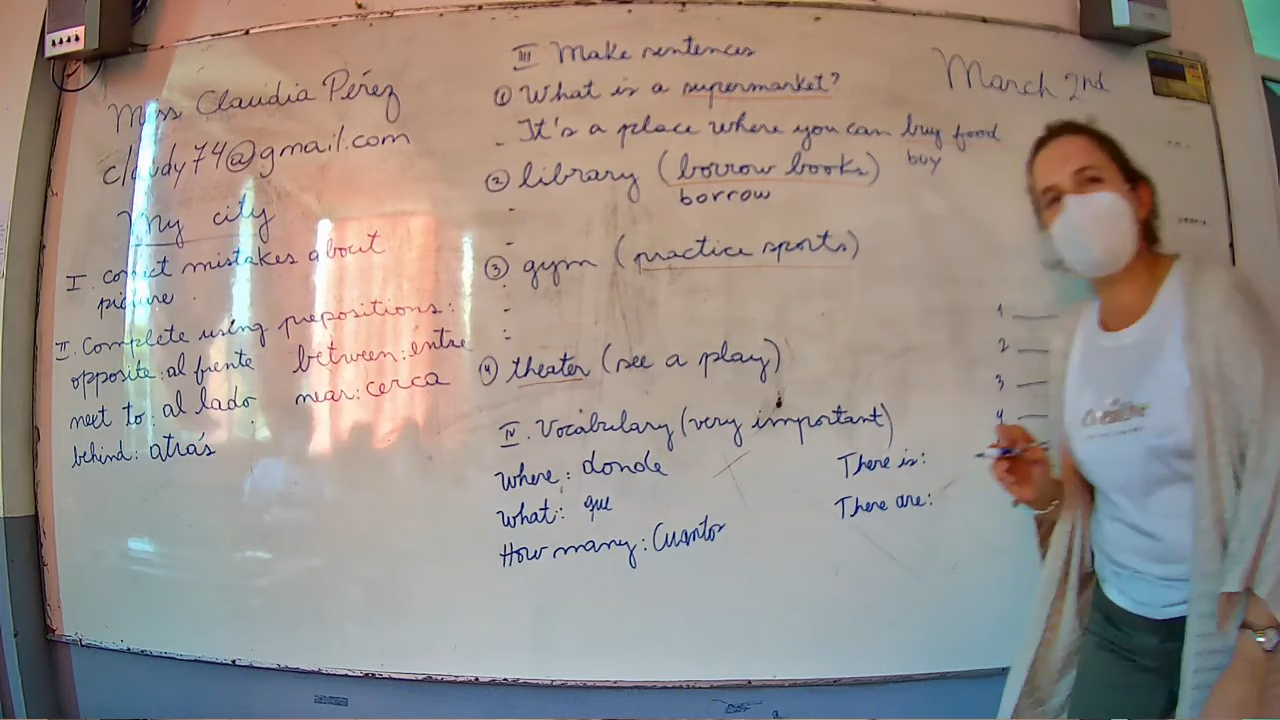 Miss Claudia Pérez
claudy74@gmail.com
My city
I. correct mistakes about
picture
II. Complete using prepositions:
opposite: al frente between: entre
next to: al lado near: cerca
behind: atrás
III Make sentences
① What is a supermarket?
- It's a place where you can buy food
buy
② library (borrow books)
borrow
-
-
③ gym (practice sports)
-
-
-
④ theater (see a play)
IV. Vocabulary (very important)
where: donde There is:
What: que There are:
How many: Cuantos
March 2nd
1
2
3
4